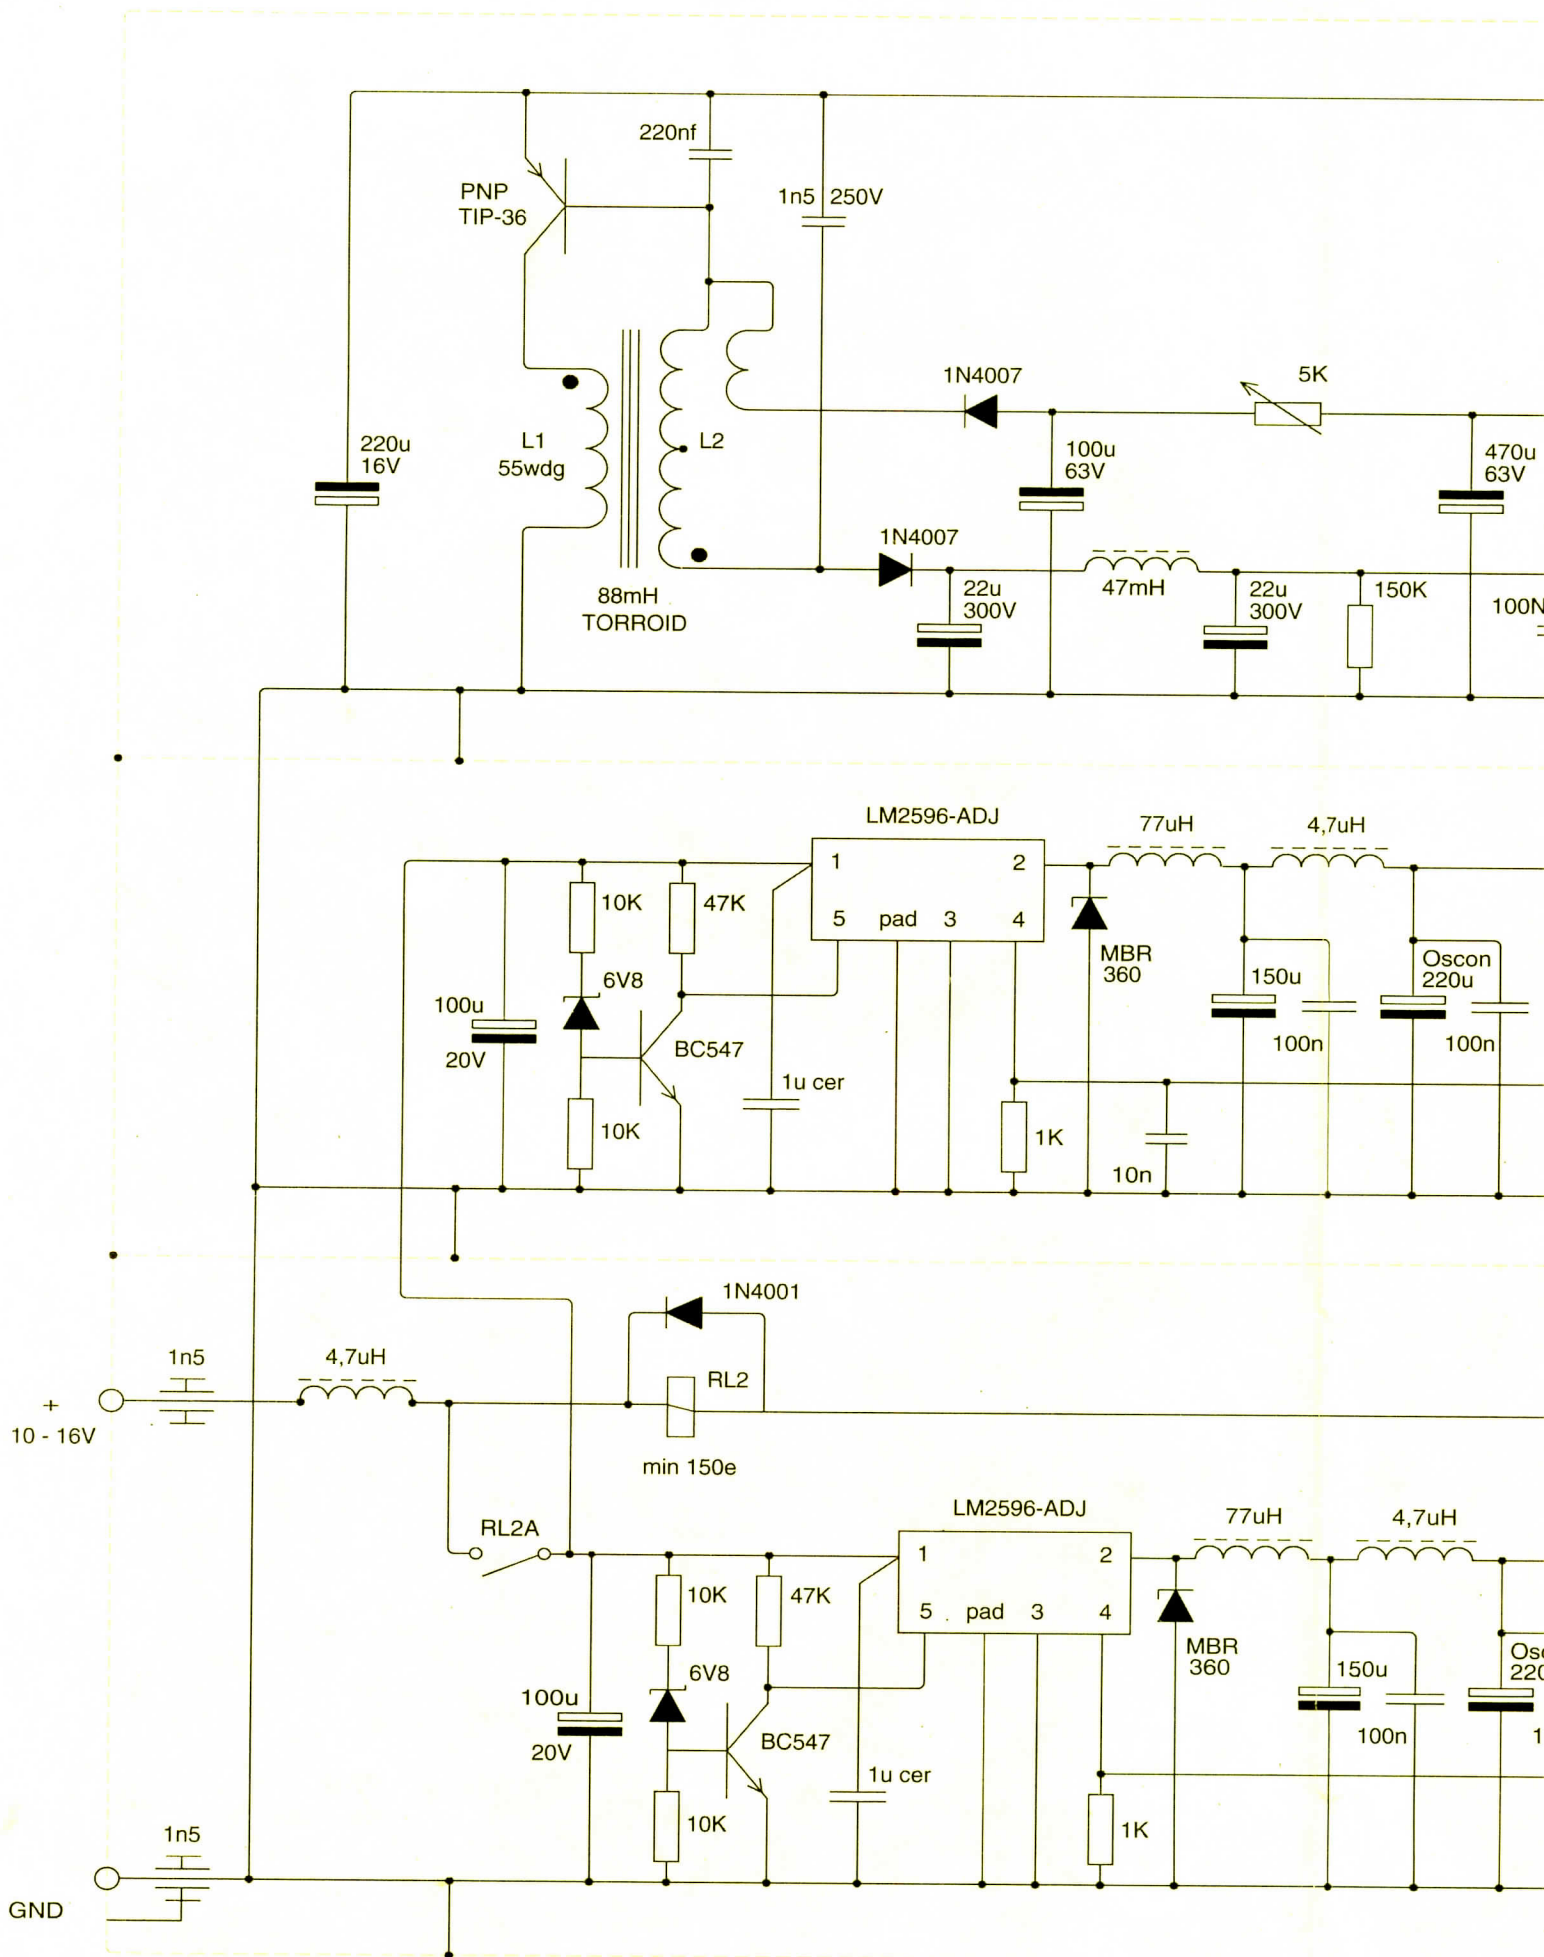 220nf
PNP
TIP-36
1n5 250V
1N4007
5K
L1
55wdg
L2
220u
16V
100u
63V
470u
63V
1N4007
88mH
TORROID
22u
300V
47mH
22u
300V
150K
100N
LM2596-ADJ
77uH
4,7uH
1
2
10K
47K
5 pad 3 4
MBR
360
Oscon
220u
6V8
150u
100u
20V
BC547
100n
100n
1u cer
10K
1K
10n
1N4001
1n5
4,7uH
RL2
+
10 - 16V
min 150e
LM2596-ADJ
77uH
4,7uH
RL2A
1
2
10K
47K
5 pad 3 4
MBR
360
6V8
150u
Osc
220
100u
20V
BC547
100n
1
1u cer
10K
1K
1n5
GND